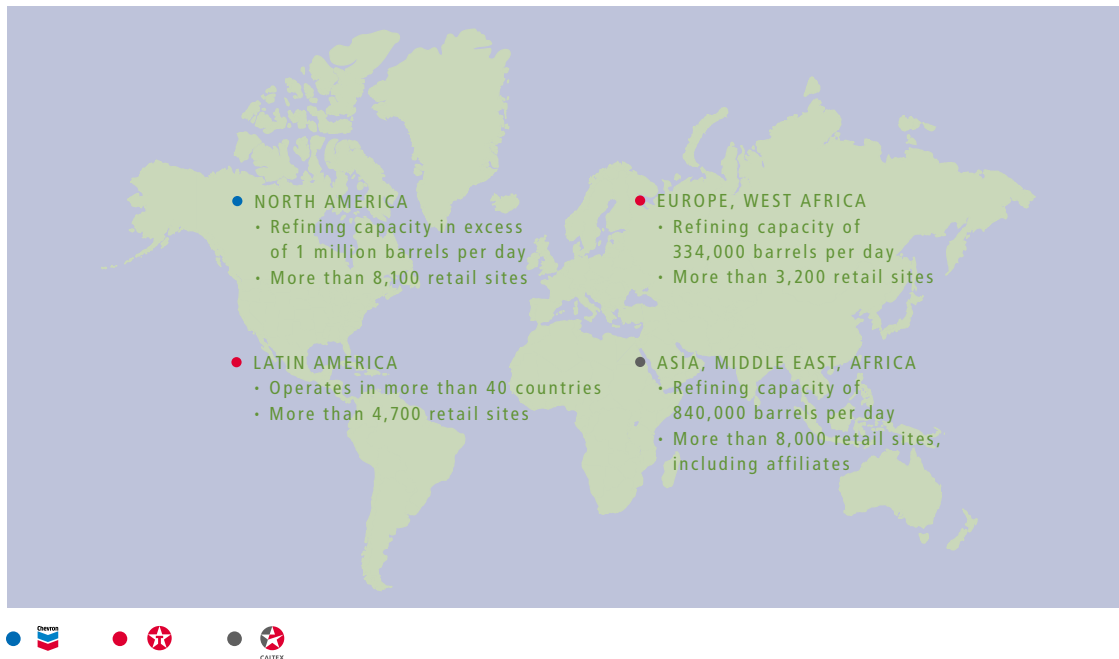 NORTH AMERICA
· Refining capacity in excess
of 1 million barrels per day
· More than 8,100 retail sites
EUROPE, WEST AFRICA
· Refining capacity of
334,000 barrels per day
· More than 3,200 retail sites
LATIN AMERICA
· Operates in more than 40 countries
· More than 4,700 retail sites
ASIA, MIDDLE EAST, AFRICA
· Refining capacity of
840,000 barrels per day
· More than 8,000 retail sites,
including affiliates
Chevron
T
CALTEX